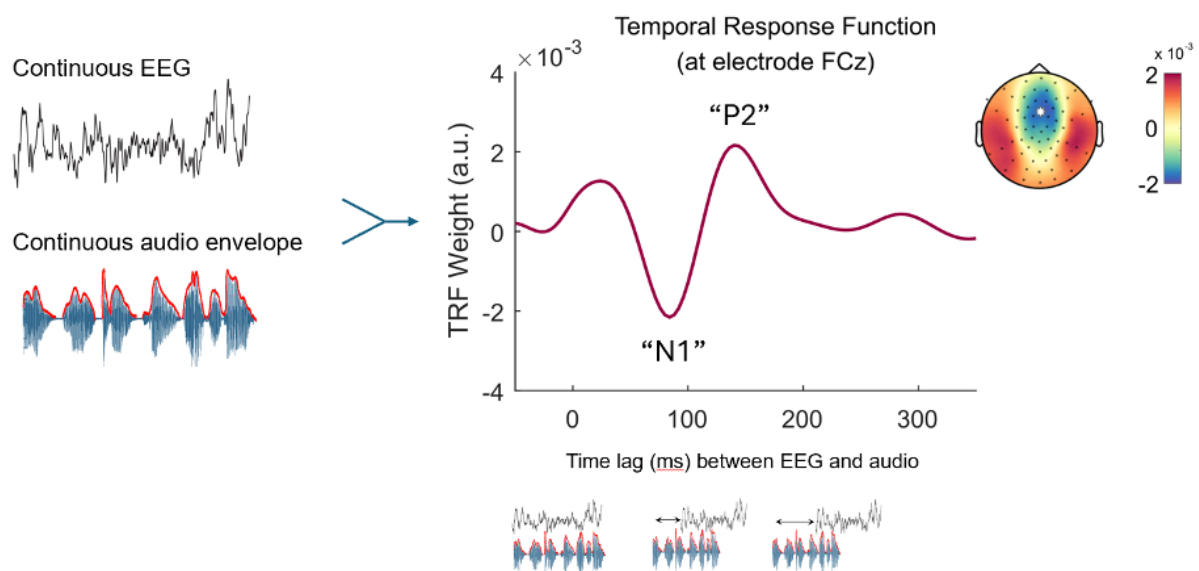 Continuous EEG
Continuous audio envelope
Temporal Response Function
(at electrode FCz)
×10⁻³
4
2
0
-2
-4
TRF Weight (a.u.)
“P2”
“N1”
0 100 200 300
Time lag (ms) between EEG and audio
x 10⁻³
2
0
-2